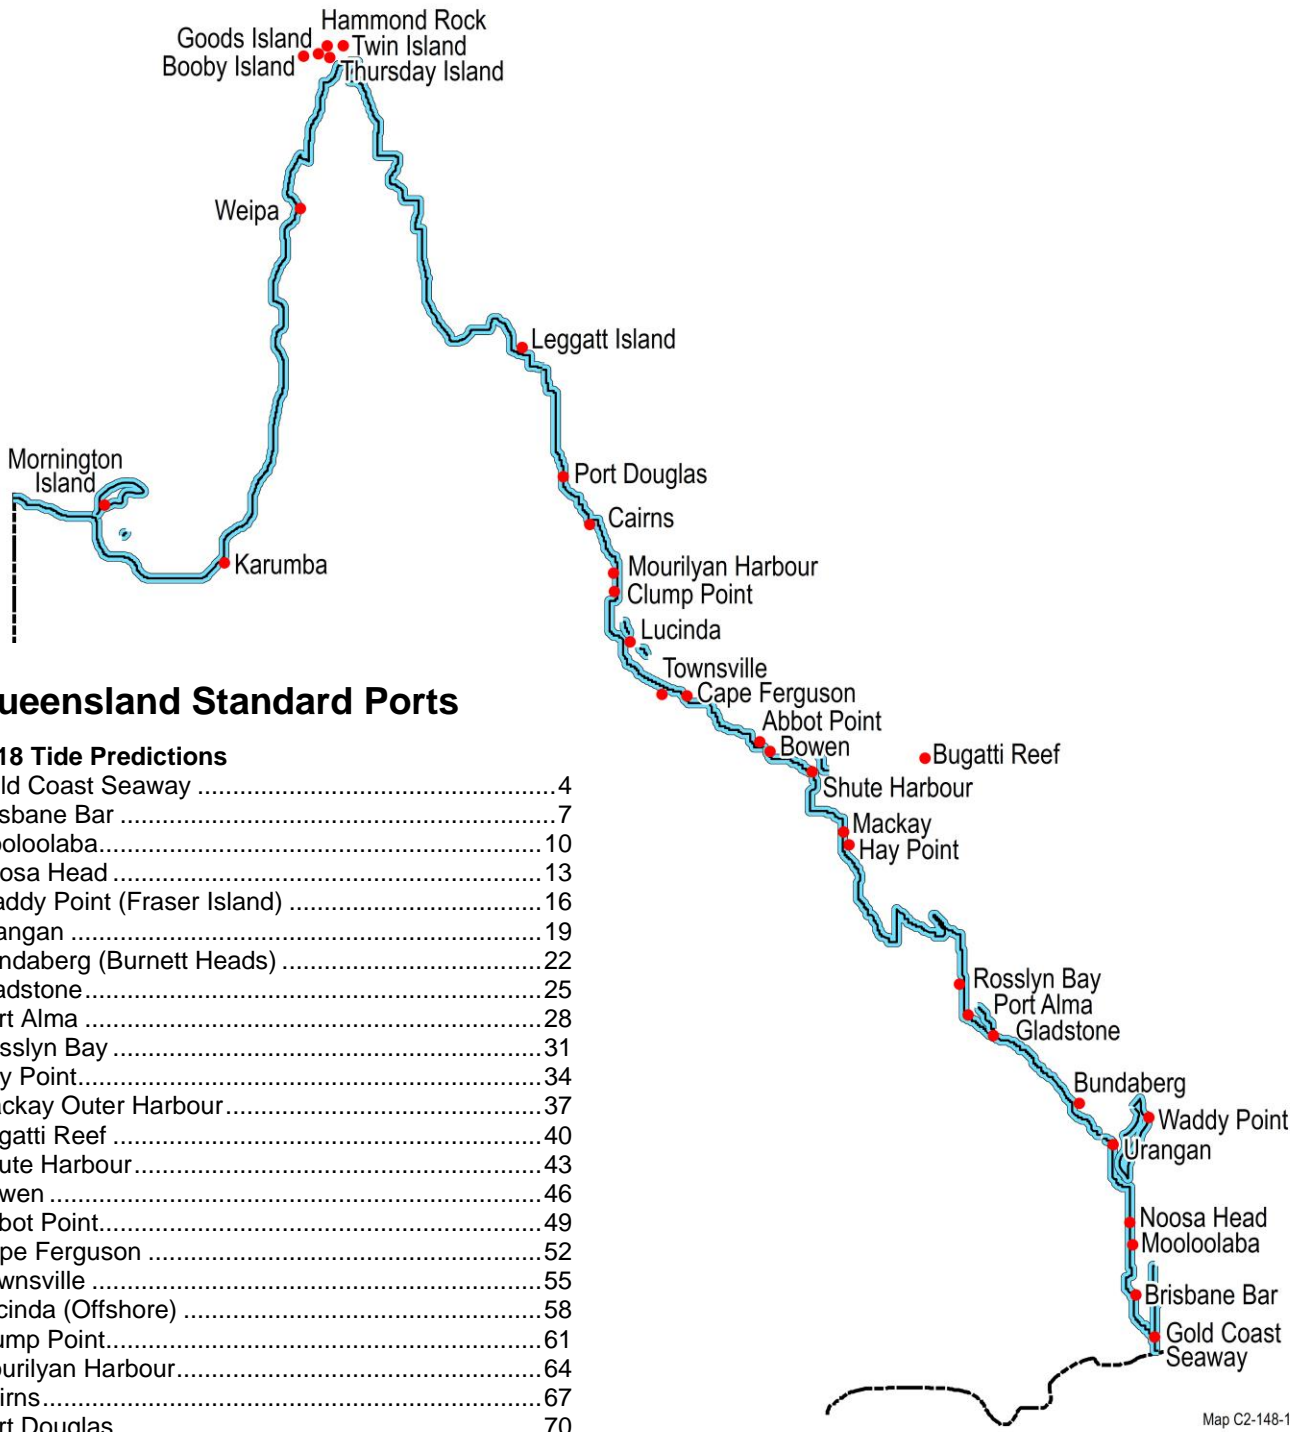 Hammond Rock
Goods Island
Twin Island
Booby Island
Thursday Island
Weipa
Leggatt Island
Mornington
Island
Port Douglas
Cairns
Karumba
Mourilyan Harbour
Clump Point
Lucinda
Townsville
Cape Ferguson
Abbot Point
Bowen
Bugatti Reef
Shute Harbour
Mackay
Hay Point
Rosslyn Bay
Port Alma
Gladstone
Bundaberg
Waddy Point
Urangan
Noosa Head
Mooloolaba
Brisbane Bar
Gold Coast
Seaway
Map C2-148-1
ueensland Standard Ports
18 Tide Predictions
ld Coast Seaway ..................................................4
sbane Bar .............................................................7
oloolaba..............................................................10
osa Head .............................................................13
addy Point (Fraser Island) ....................................16
angan ..................................................................19
ndaberg (Burnett Heads) .....................................22
adstone................................................................25
rt Alma ................................................................28
sslyn Bay ............................................................31
y Point.................................................................34
ackay Outer Harbour.............................................37
gatti Reef ............................................................40
ute Harbour.........................................................43
wen .....................................................................46
bot Point..............................................................49
pe Ferguson ........................................................52
wnsville ...............................................................55
cinda (Offshore) ..................................................58
ump Point.............................................................61
ourilyan Harbour...................................................64
irns......................................................................67
rt Douglas 70